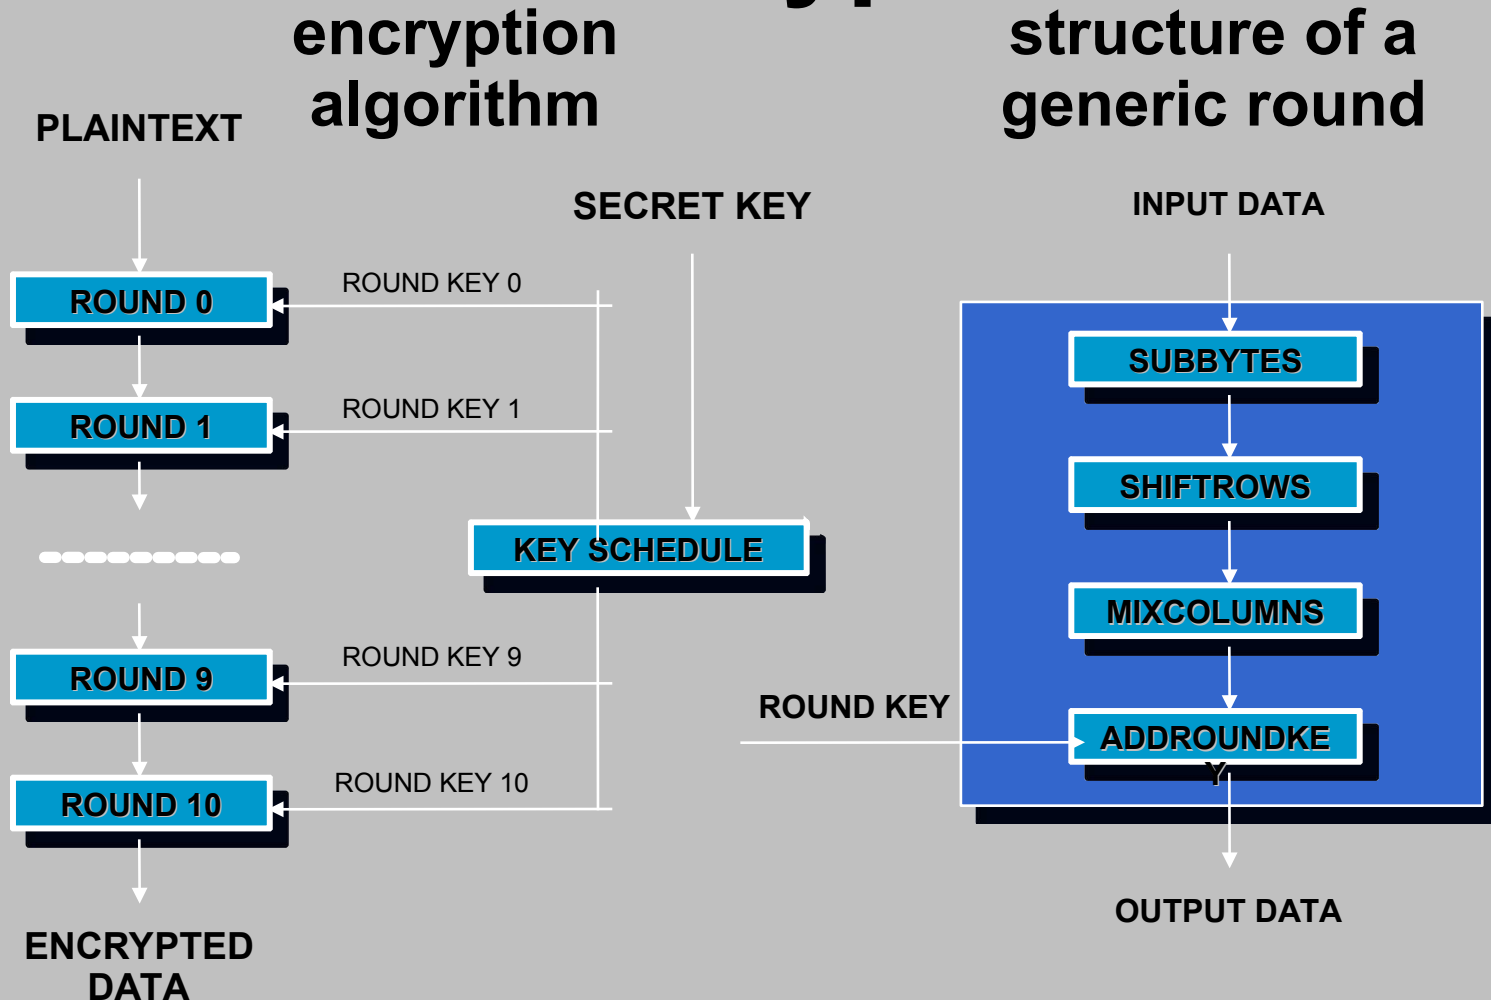 encryption
algorithm
structure of a
generic round
PLAINTEXT
SECRET KEY
INPUT DATA
ROUND 0
ROUND KEY 0
ROUND 1
ROUND KEY 1
KEY SCHEDULE
ROUND 9
ROUND KEY 9
ROUND 10
ROUND KEY 10
ENCRYPTED
DATA
SUBBYTES
SHIFTROWS
MIXCOLUMNS
ROUND KEY
ADDROUNDKE
Y
OUTPUT DATA